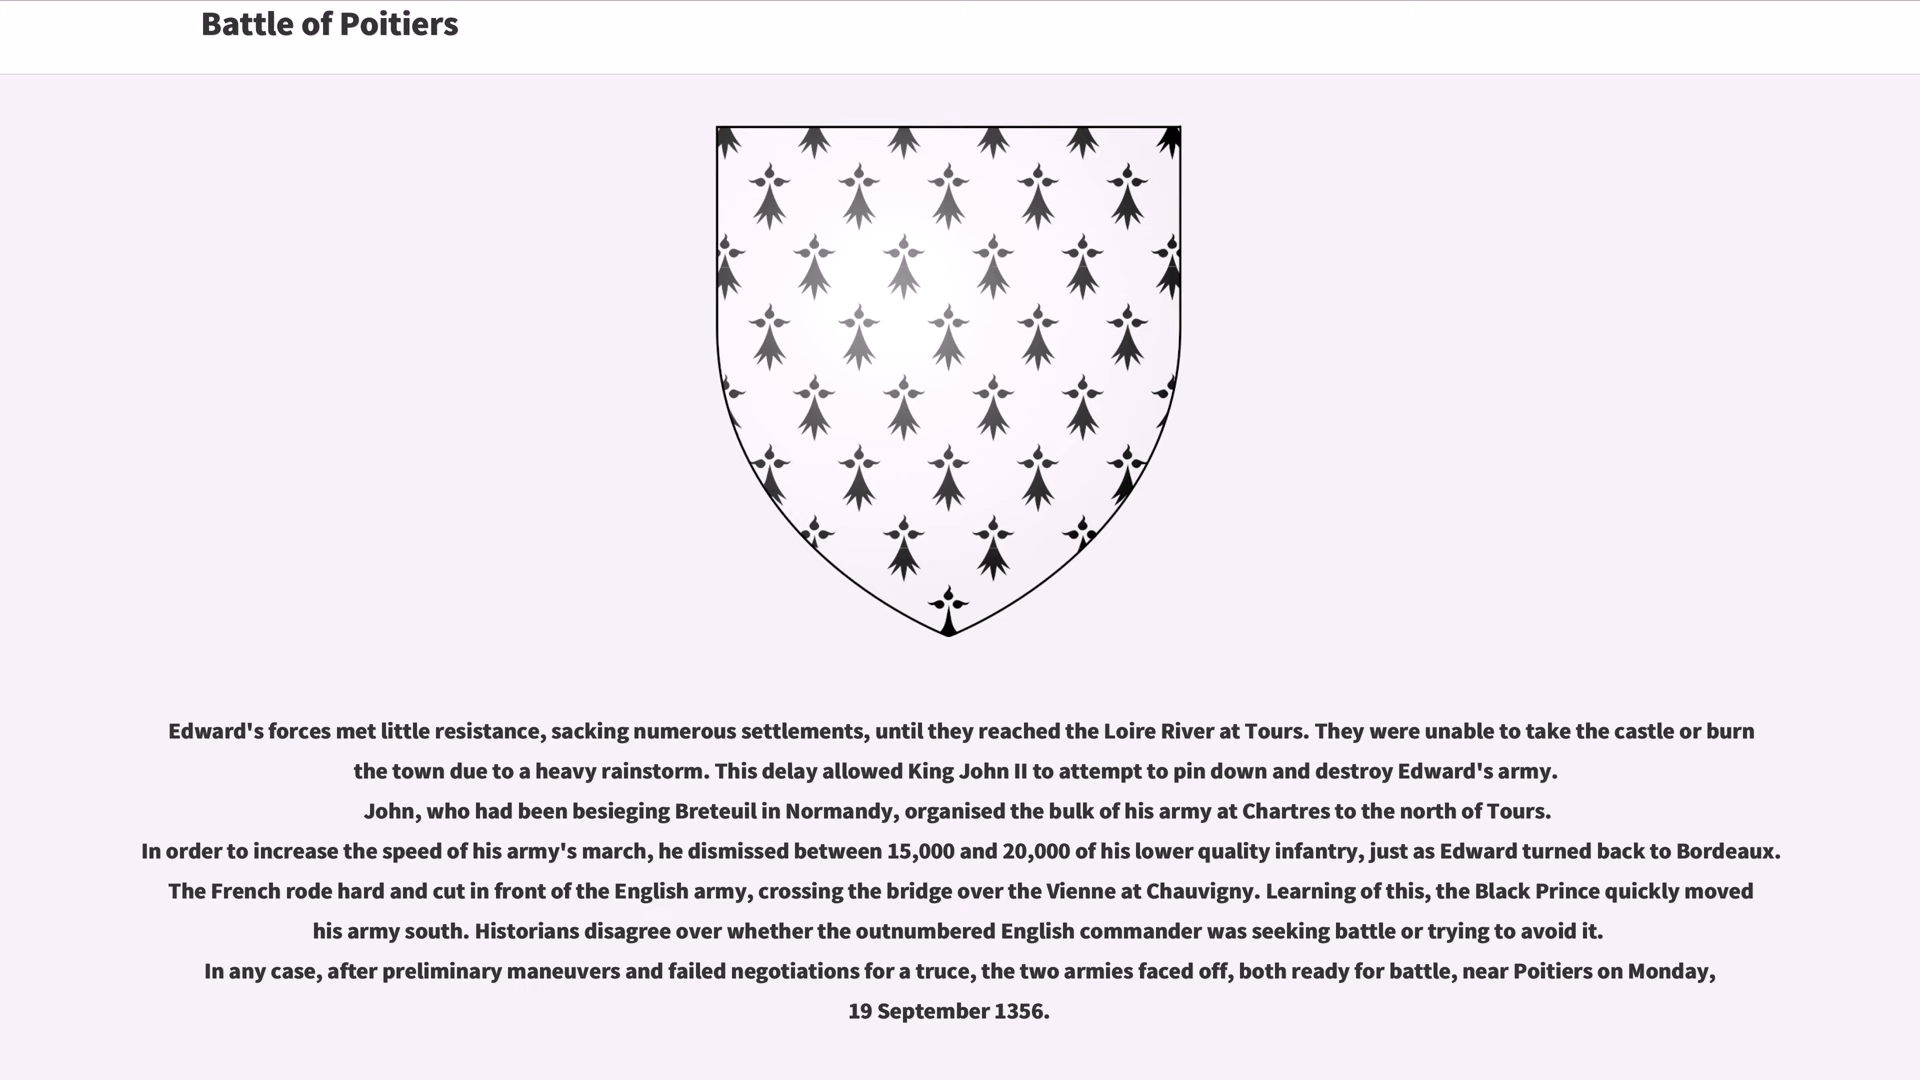 Battle of Poitiers
Edward's forces met little resistance, sacking numerous settlements, until they reached the Loire River at Tours. They were unable to take the castle or burn
the town due to a heavy rainstorm. This delay allowed King John II to attempt to pin down and destroy Edward's army.
John, who had been besieging Breteuil in Normandy, organised the bulk of his army at Chartres to the north of Tours.
In order to increase the speed of his army's march, he dismissed between 15,000 and 20,000 of his lower quality infantry, just as Edward turned back to Bordeaux.
The French rode hard and cut in front of the English army, crossing the bridge over the Vienne at Chauvigny. Learning of this, the Black Prince quickly moved
his army south. Historians disagree over whether the outnumbered English commander was seeking battle or trying to avoid it.
In any case, after preliminary maneuvers and failed negotiations for a truce, the two armies faced off, both ready for battle, near Poitiers on Monday,
19 September 1356.